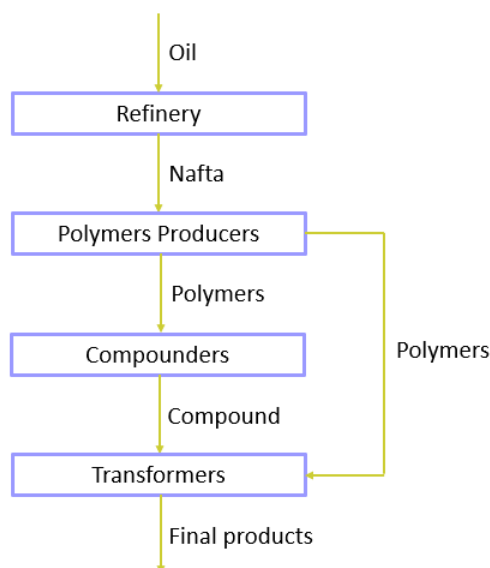 Oil
Refinery
Nafta
Polymers Producers
Polymers
Compounders
Polymers
Compound
Transformers
Final products